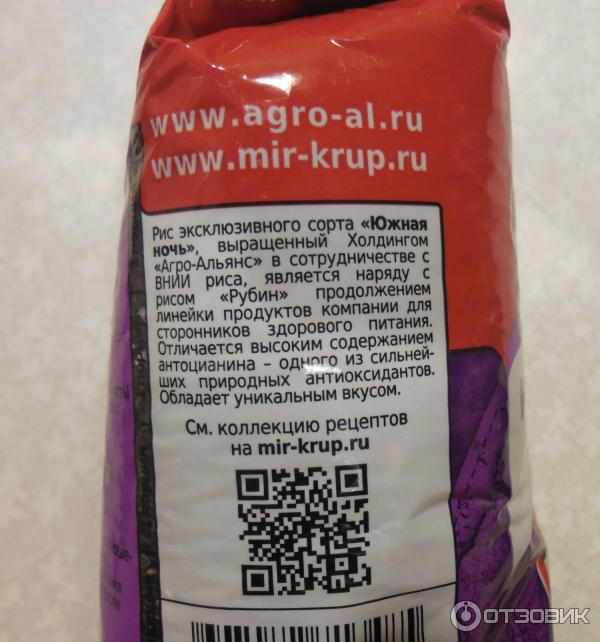 www.agro-al.ru
www.mir-krup.ru
Рис эксклюзивного сорта «Южная
ночь», выращенный Холдингом
«Агро-Альянс» в сотрудничестве с
ВНИИ риса, является наряду с
рисом «Рубин» продолжением
линейки продуктов компании для
сторонников здорового питания.
Отличается высоким содержанием
антоцианина – одного из сильней-
ших природных антиоксидантов.
Обладает уникальным вкусом.
См. коллекцию рецептов
на mir-krup.ru
ОТЗОВИК